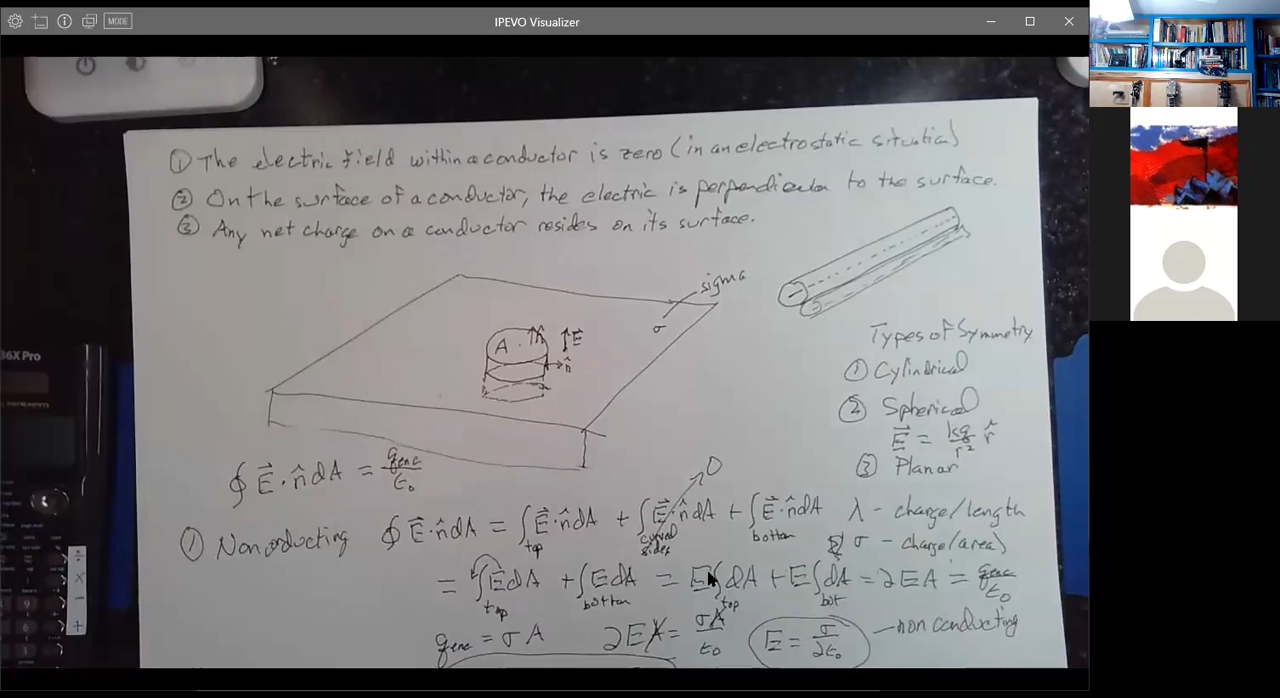 IPEVO Visualizer
MODE
① The electric field within a conductor is zero (in an electrostatic situation)
② On the surface of a conductor, the electric is perpendicular to the surface.
③ Any net charge on a conductor resides on its surface.
sigma
σ
A n̂ E⃗
n̂
36X Pro
Types of Symmetry
① Cylindrical
② Spherical
E⃗ = kq/r² r̂
③ Planar
∮ E⃗·n̂ dA = q_enc/ε₀
0
① Nonconducting ∮ E⃗·n̂ dA = ∫_top E⃗·n̂ dA + ∫ E⃗·n̂ dA + ∫_bottom E⃗·n̂ dA
sides
λ - charge/length
σ - charge/area)
= ∫_top E dA + ∫_bottom E dA = E ∫_top dA + E ∫_bot dA = 2EA = q_enc/ε₀
q_enc = σ A 2EA = σA/ε₀ E = σ/2ε₀ — non conducting